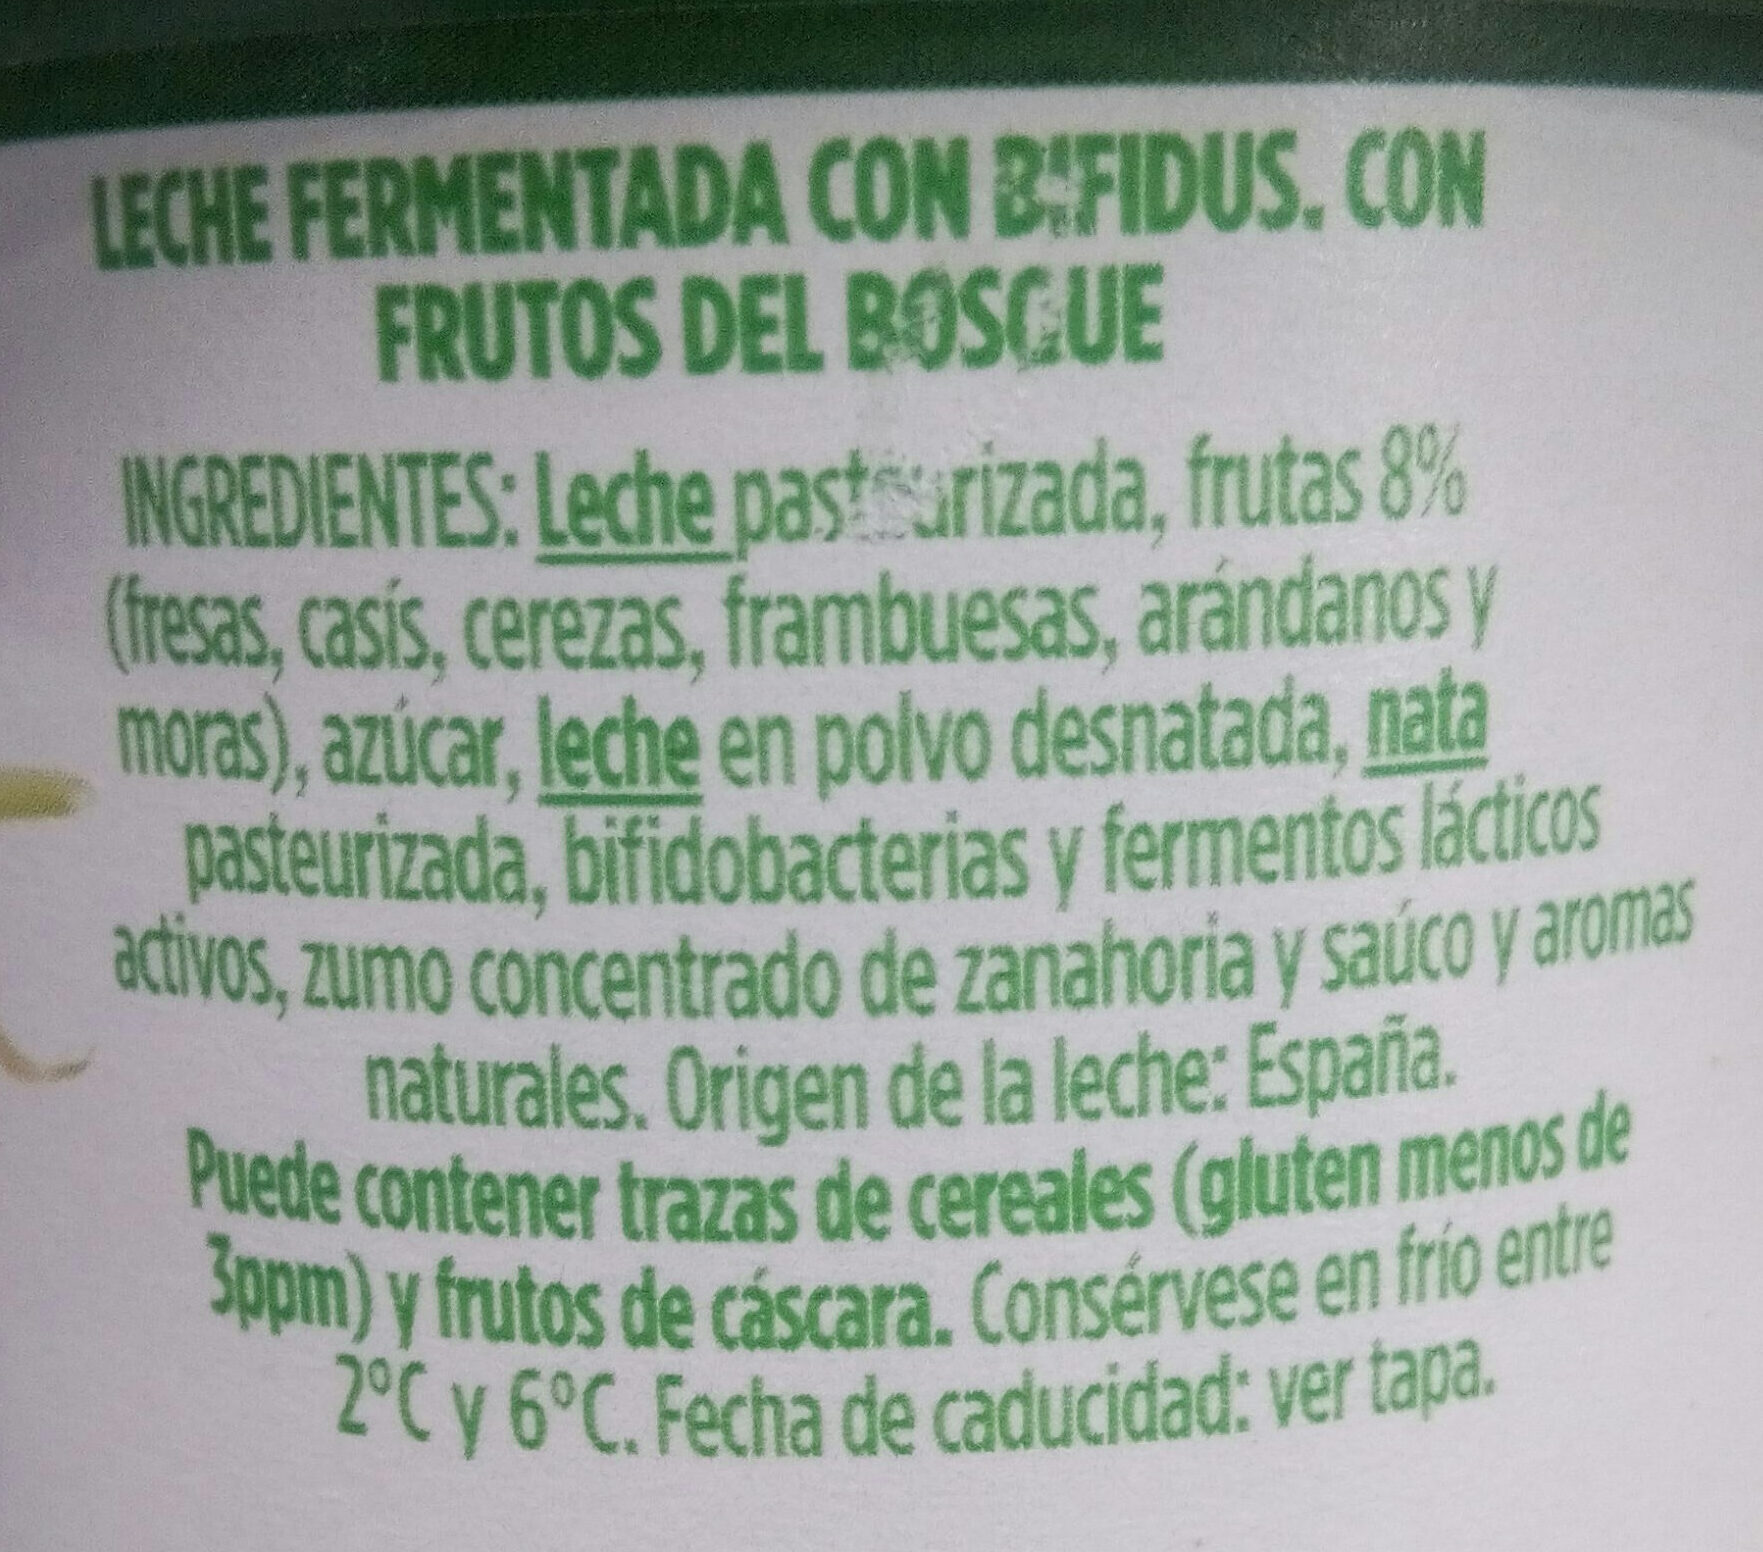 LECHE FERMENTADA CON BIFIDUS. CON
FRUTOS DEL BOSQUE
INGREDIENTES: Leche pasteurizada, frutas 8%
(fresas, casís, cerezas, frambuesas, arándanos y
moras), azúcar, leche en polvo desnatada, nata
pasteurizada, bifidobacterias y fermentos lácticos
activos, zumo concentrado de zanahoria y saúco y aromas
naturales. Origen de la leche: España.
Puede contener trazas de cereales (gluten menos de
3ppm) y frutos de cáscara. Consérvese en frío entre
2ºC y 6ºC. Fecha de caducidad: ver tapa.